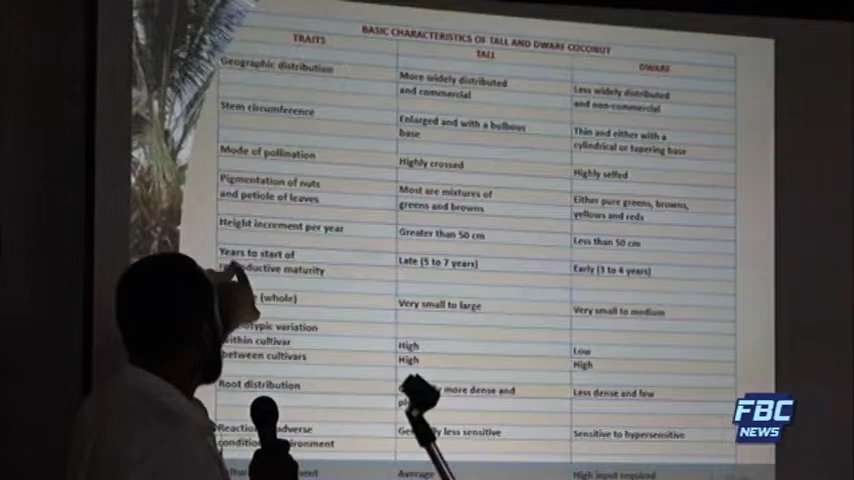 BASIC CHARACTERISTICS OF TALL AND DWARF COCONUT
TRAITS TALL DWARF
Geographic distribution More widely distributed Less widely distributed
and commercial and non-commercial
Stem circumference Enlarged and with a bulbous Thin and either with a
base cylindrical or tapering base
Mode of pollination Highly crossed Highly selfed
Pigmentation of nuts Most are mixtures of Either pure greens, browns,
and petiole of leaves greens and browns yellows and reds
Height increment per year Greater than 50 cm Less than 50 cm
Years to start of Late (5 to 7 years) Early (3 to 4 years)
maturity
(whole) Very small to large Very small to medium
variation
within cultivar High Low
between cultivars High High
Root distribution more dense and Less dense and few
Reaction adverse less sensitive Sensitive to hypersensitive
Average High input required
FBC
NEWS